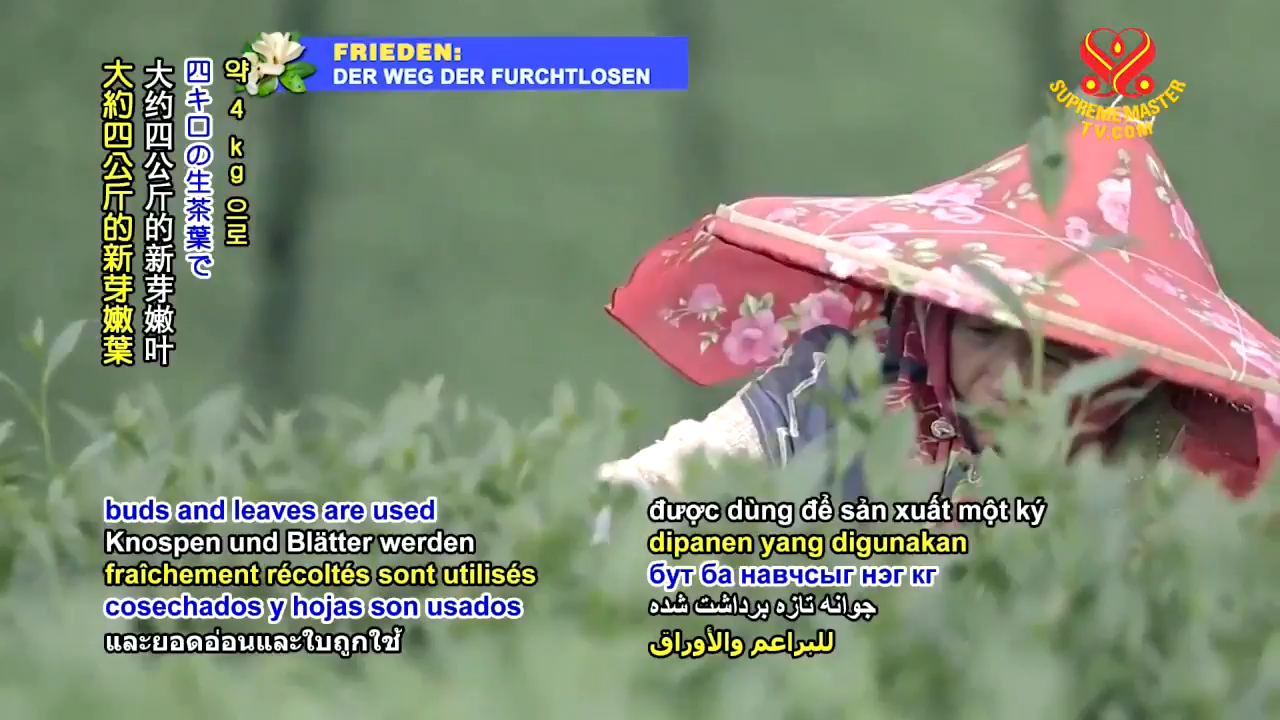 FRIEDEN:
DER WEG DER FURCHTLOSEN
SUPREME MASTER
TV.COM
약 4 kg 으로
四キロの生茶葉で
大约四公斤的新芽嫩叶
大約四公斤的新芽嫩葉
buds and leaves are used
Knospen und Blätter werden
fraîchement récoltés sont utilisés
cosechados y hojas son usados
และยอดอ่อนและใบถูกใช้
được dùng để sản xuất một ký
dipanen yang digunakan
бут ба навчсыг нэг кг
جوانه تازه برداشت شده
للبراعم والأوراق